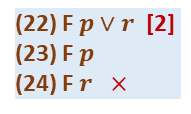 (22) F p ∨ r [2]
(23) F p
(24) F r ×